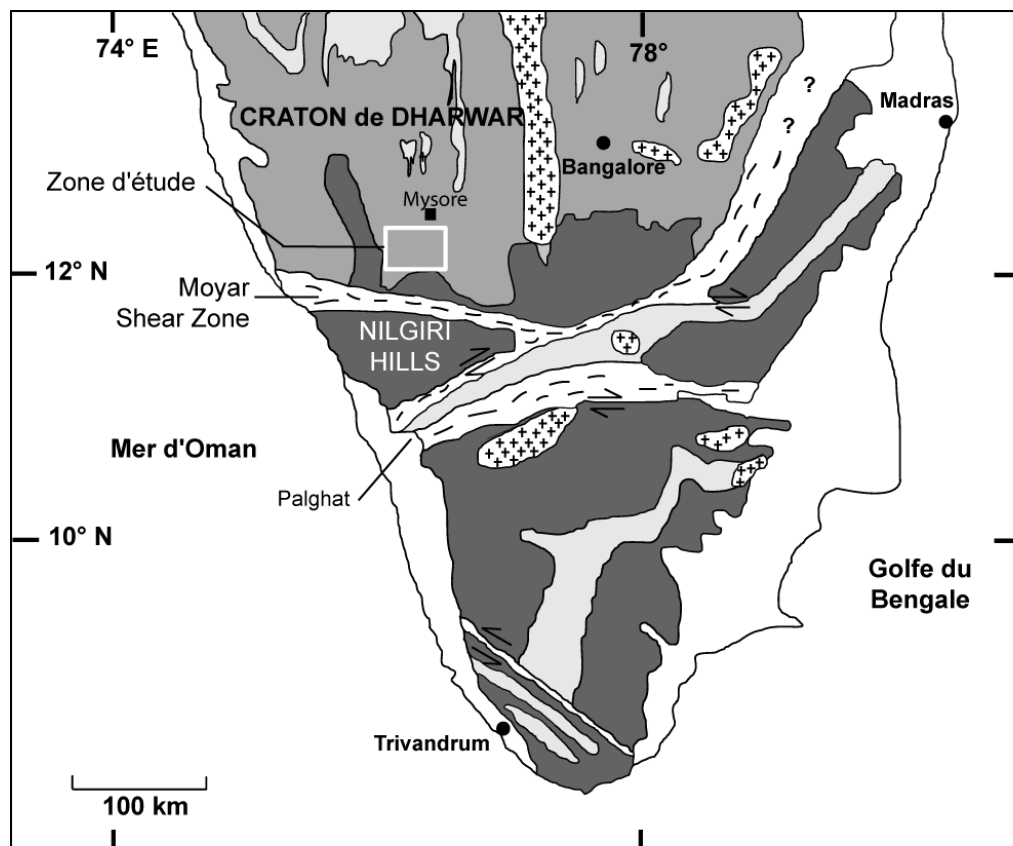 74° E
78°
CRATON de DHARWAR
Madras
?
?
Bangalore
Zone d'étude
Mysore
12° N
Moyar
Shear Zone
NILGIRI
HILLS
Mer d'Oman
Palghat
10° N
Golfe du
Bengale
Trivandrum
100 km